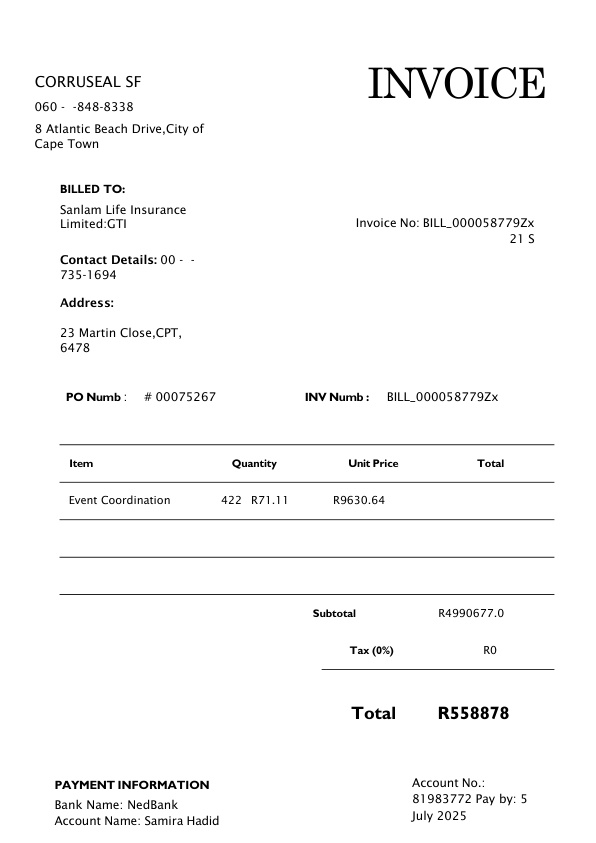 CORRUSEAL SF
INVOICE
060 - -848-8338
8 Atlantic Beach Drive,City of
Cape Town
BILLED TO:
Sanlam Life Insurance
Limited:GTI
Invoice No: BILL_000058779Zx
21 S
Contact Details: 00 - -
735-1694
Address:
23 Martin Close,CPT,
6478
PO Numb : # 00075267 INV Numb : BILL_000058779Zx
Item Quantity Unit Price Total
Event Coordination 422 R71.11 R9630.64
Subtotal R4990677.0
Tax (0%) R0
Total R558878
PAYMENT INFORMATION
Bank Name: NedBank
Account Name: Samira Hadid
Account No.:
81983772 Pay by: 5
July 2025